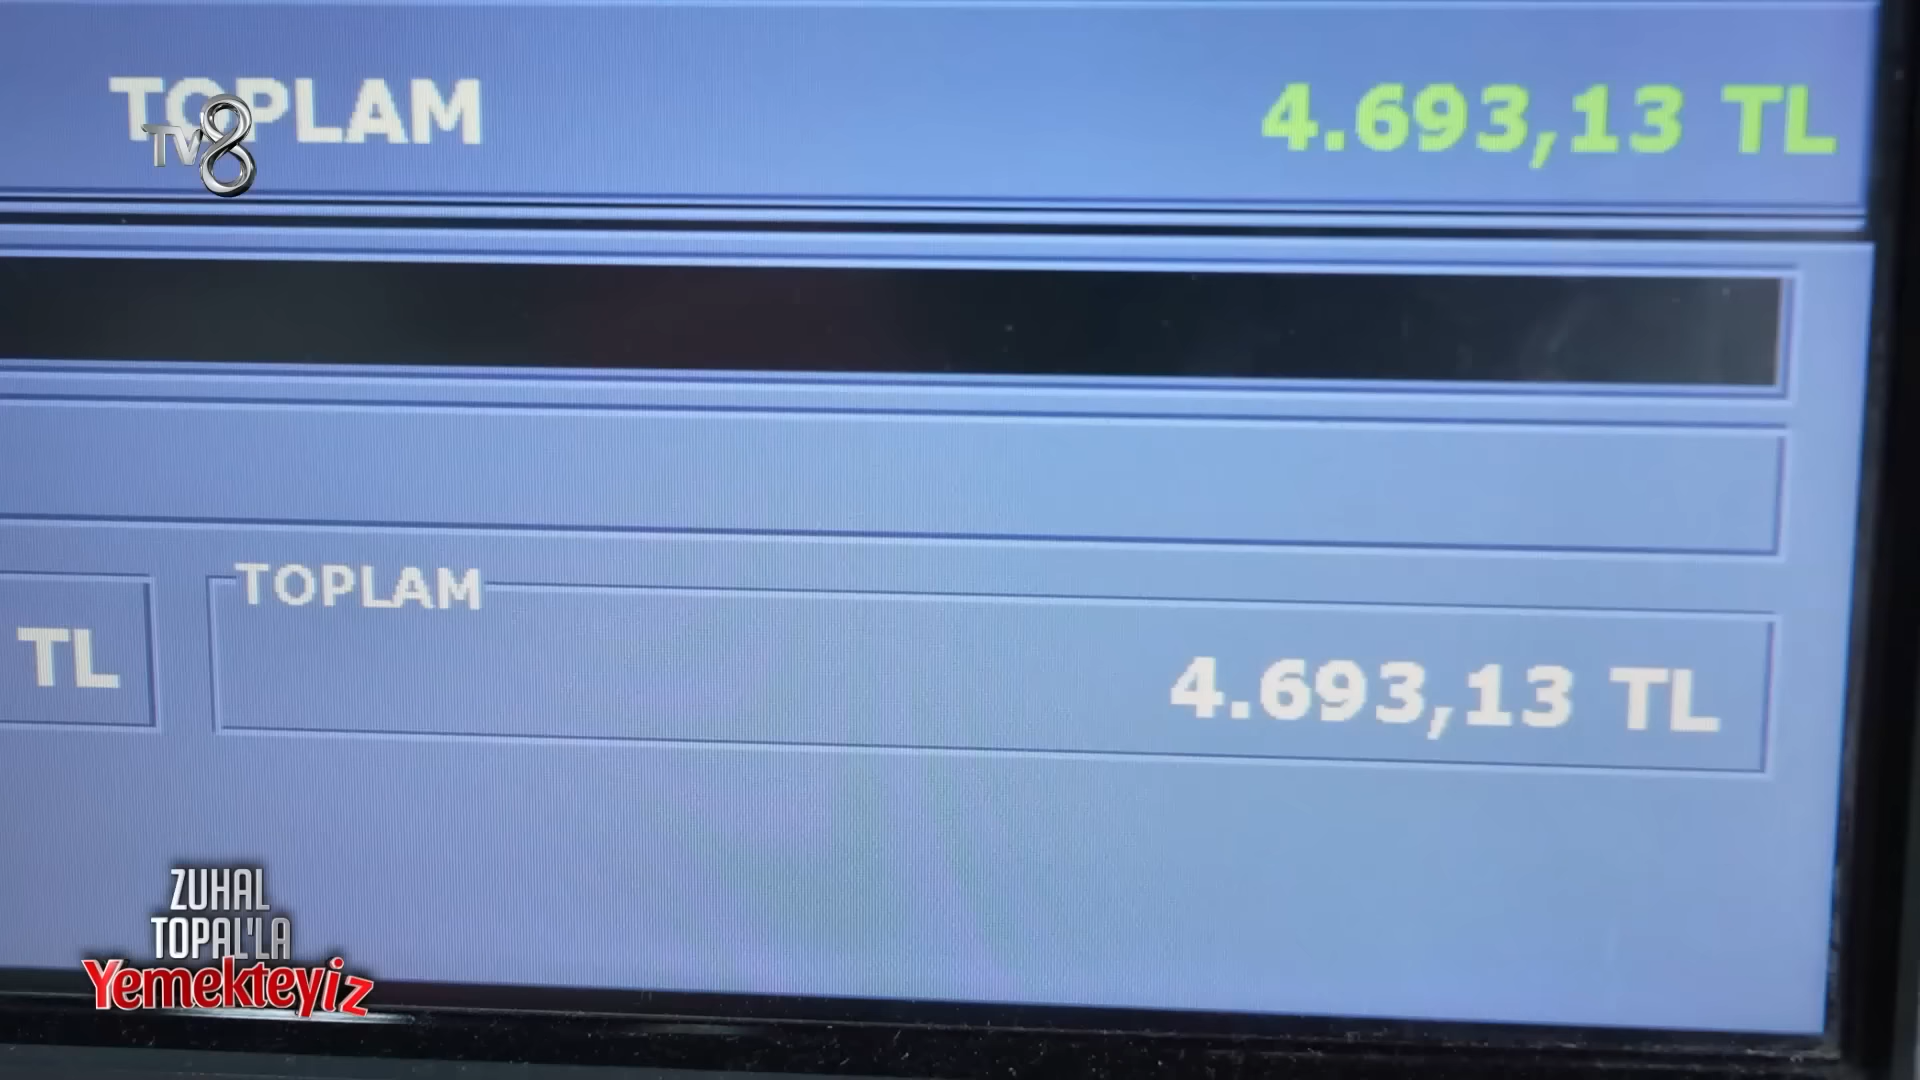 TOPLAM 4.693,13 TL
TV8
TOPLAM
TL 4.693,13 TL
ZUHAL
TOPAL'LA
Yemekteyiz